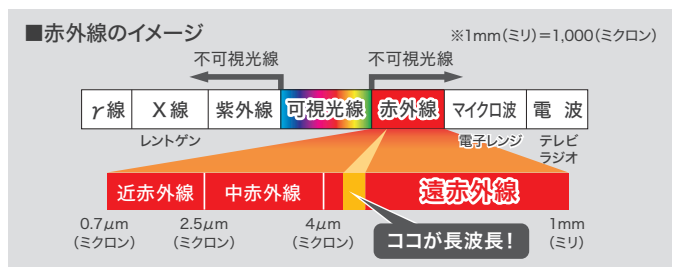 ■赤外線のイメージ
※1mm(ミリ)=1,000(ミクロン)
不可視光線 不可視光線
γ線 X線 紫外線 可視光線 赤外線 マイクロ波 電波
レントゲン 電子レンジ テレビ
ラジオ
近赤外線 中赤外線 遠赤外線
0.7μm 2.5μm 4μm 1mm
(ミクロン) (ミクロン) (ミクロン) (ミリ)
ココが長波長!